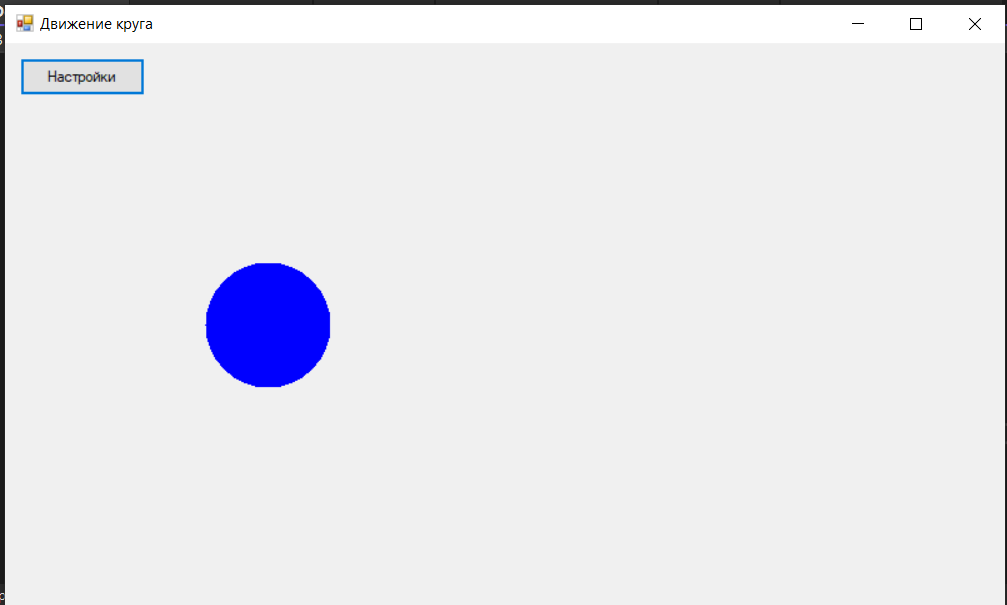 Движение круга
Настройки